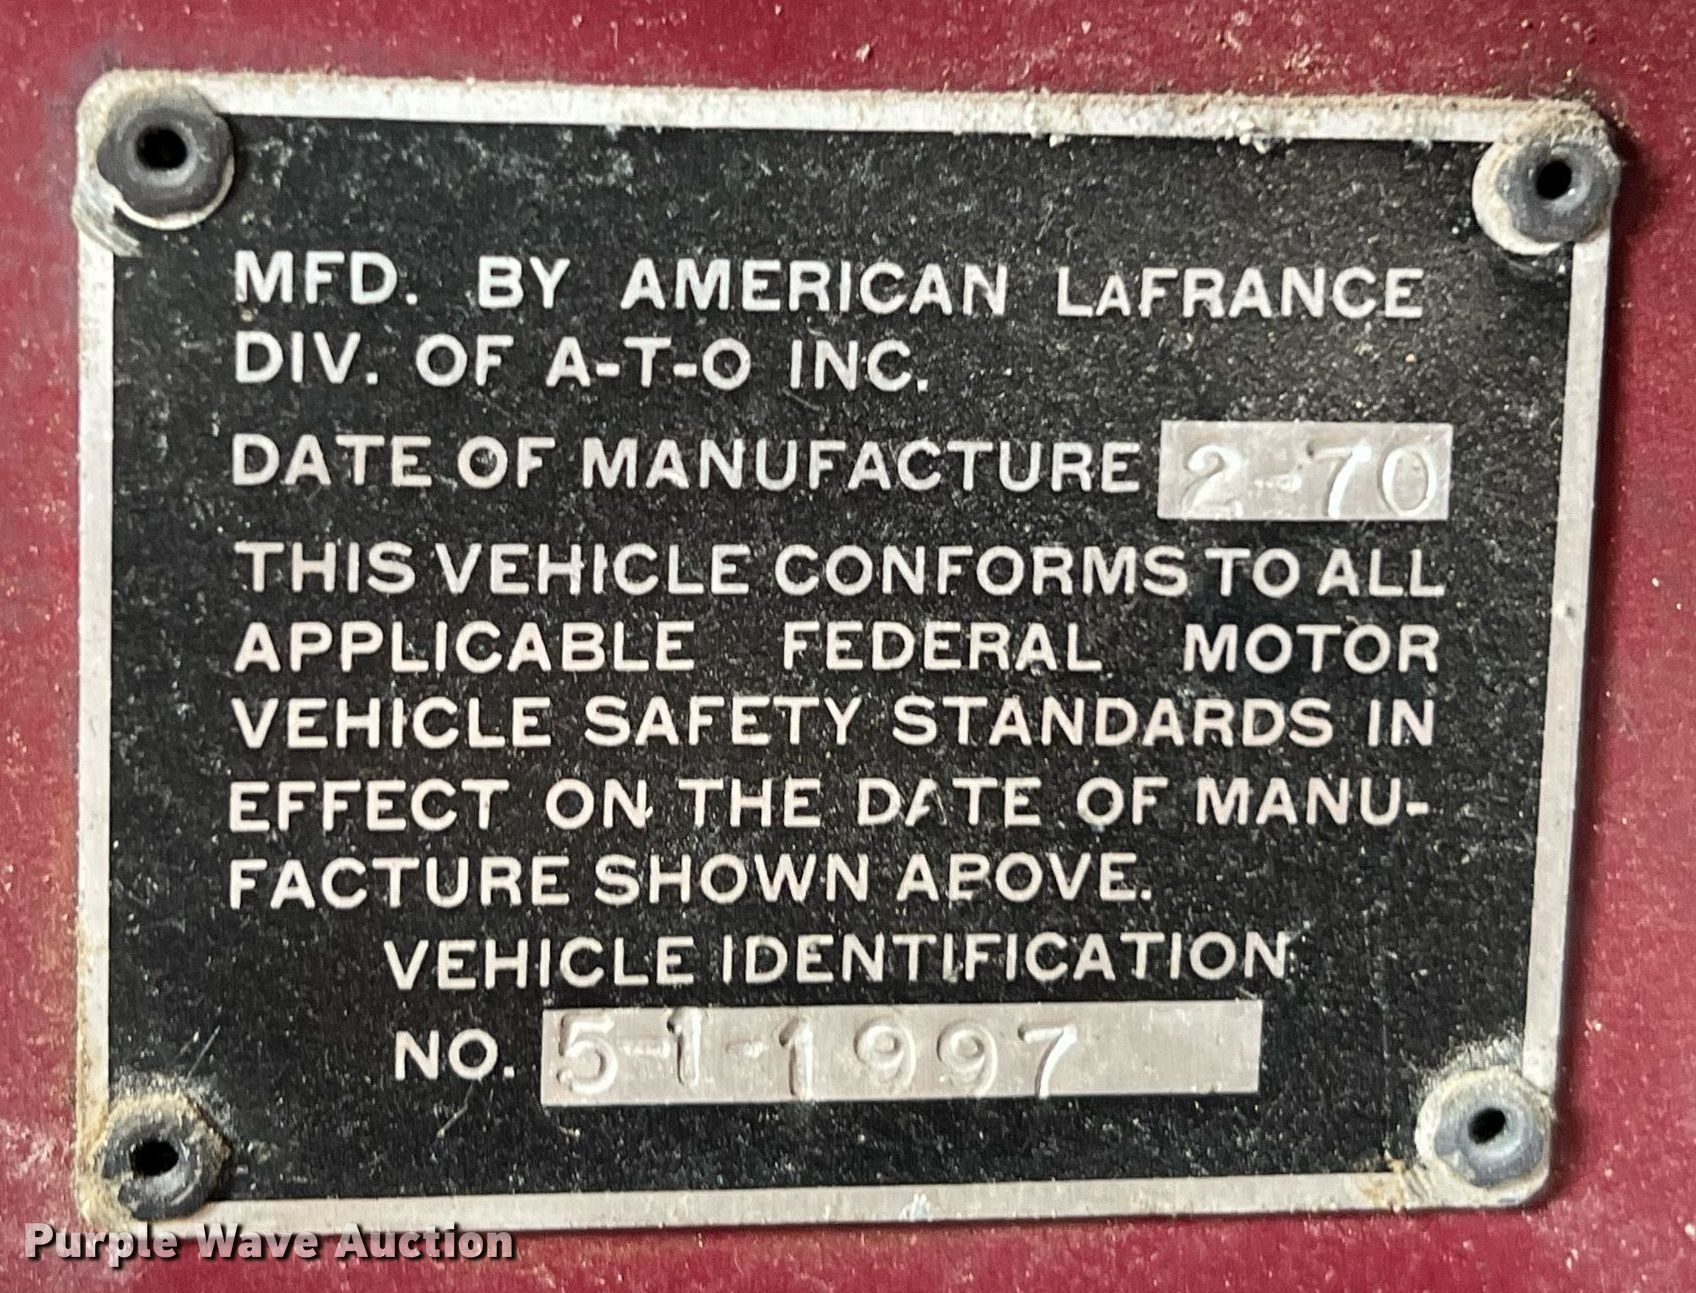 MFD. BY AMERICAN LAFRANCE
DIV. OF A-T-O INC.
DATE OF MANUFACTURE 2-70
THIS VEHICLE CONFORMS TO ALL
APPLICABLE FEDERAL MOTOR
VEHICLE SAFETY STANDARDS IN
EFFECT ON THE DATE OF MANU-
FACTURE SHOWN ABOVE.
VEHICLE IDENTIFICATION
NO. 5-1-1997
Purple Wave Auction